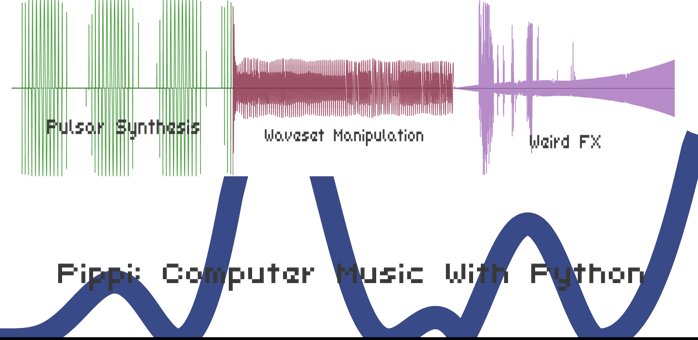 Pulsar Synthesis
Waveset Manipulation
Weird FX
Pippi: Computer Music With Python